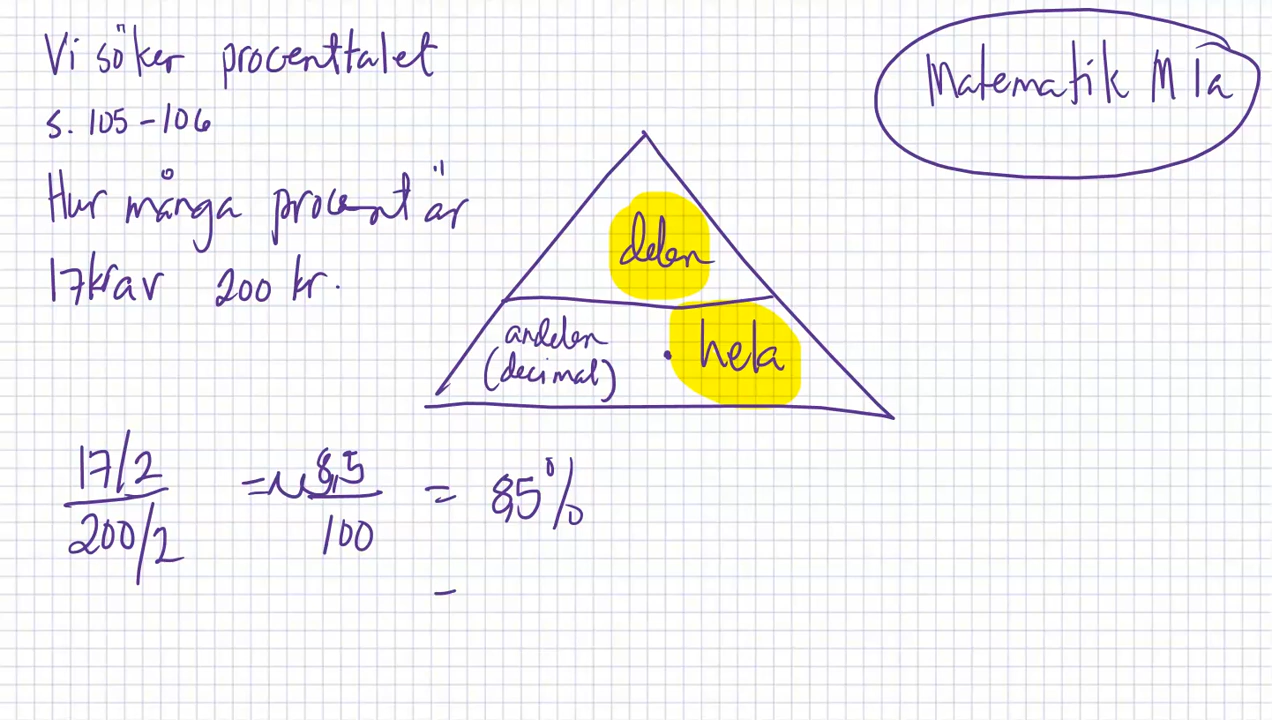 Vi söker procenttalet
s. 105-106
Matematik M 1a
Hur många procent är
17kr av 200 kr.
delen
andelen
(decimal)
· hela
17/2
200/2
=
8,5
100
= 8,5%
=